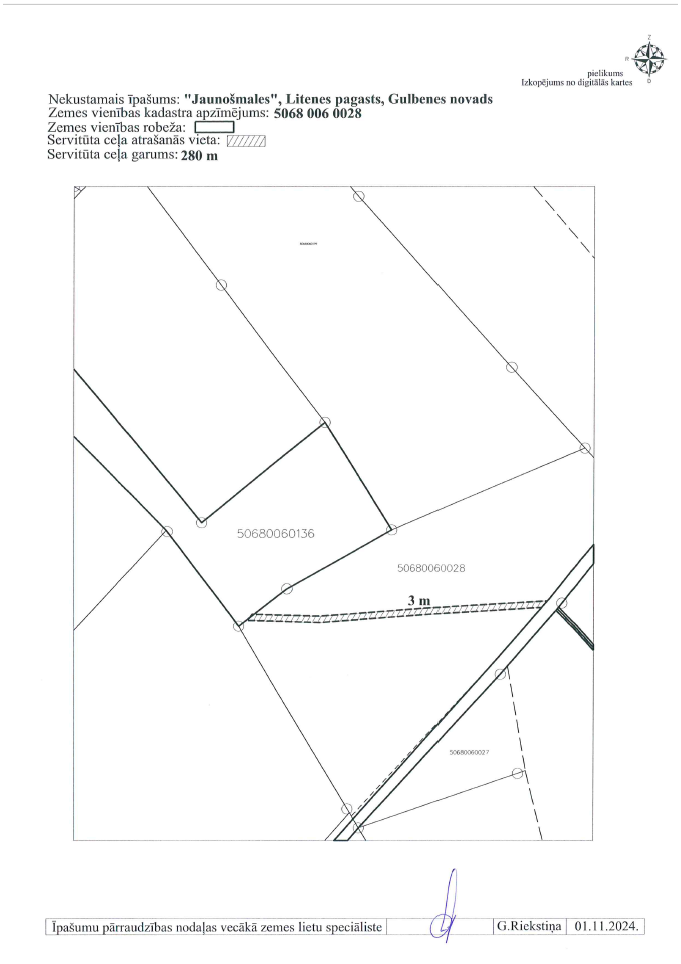 Z
R
D
pielikums
Izkopējums no digitālās kartes
Nekustamais īpašums: "Jaunošmales", Litenes pagasts, Gulbenes novads
Zemes vienības kadastra apzīmējums: 5068 006 0028
Zemes vienības robeža:
Servitūta ceļa atrašanās vieta:
Servitūta ceļa garums: 280 m
50680060136
50680060028
3 m
50680060027
Īpašumu pārraudzības nodaļas vecākā zemes lietu speciāliste
G.Riekstiņa
01.11.2024.